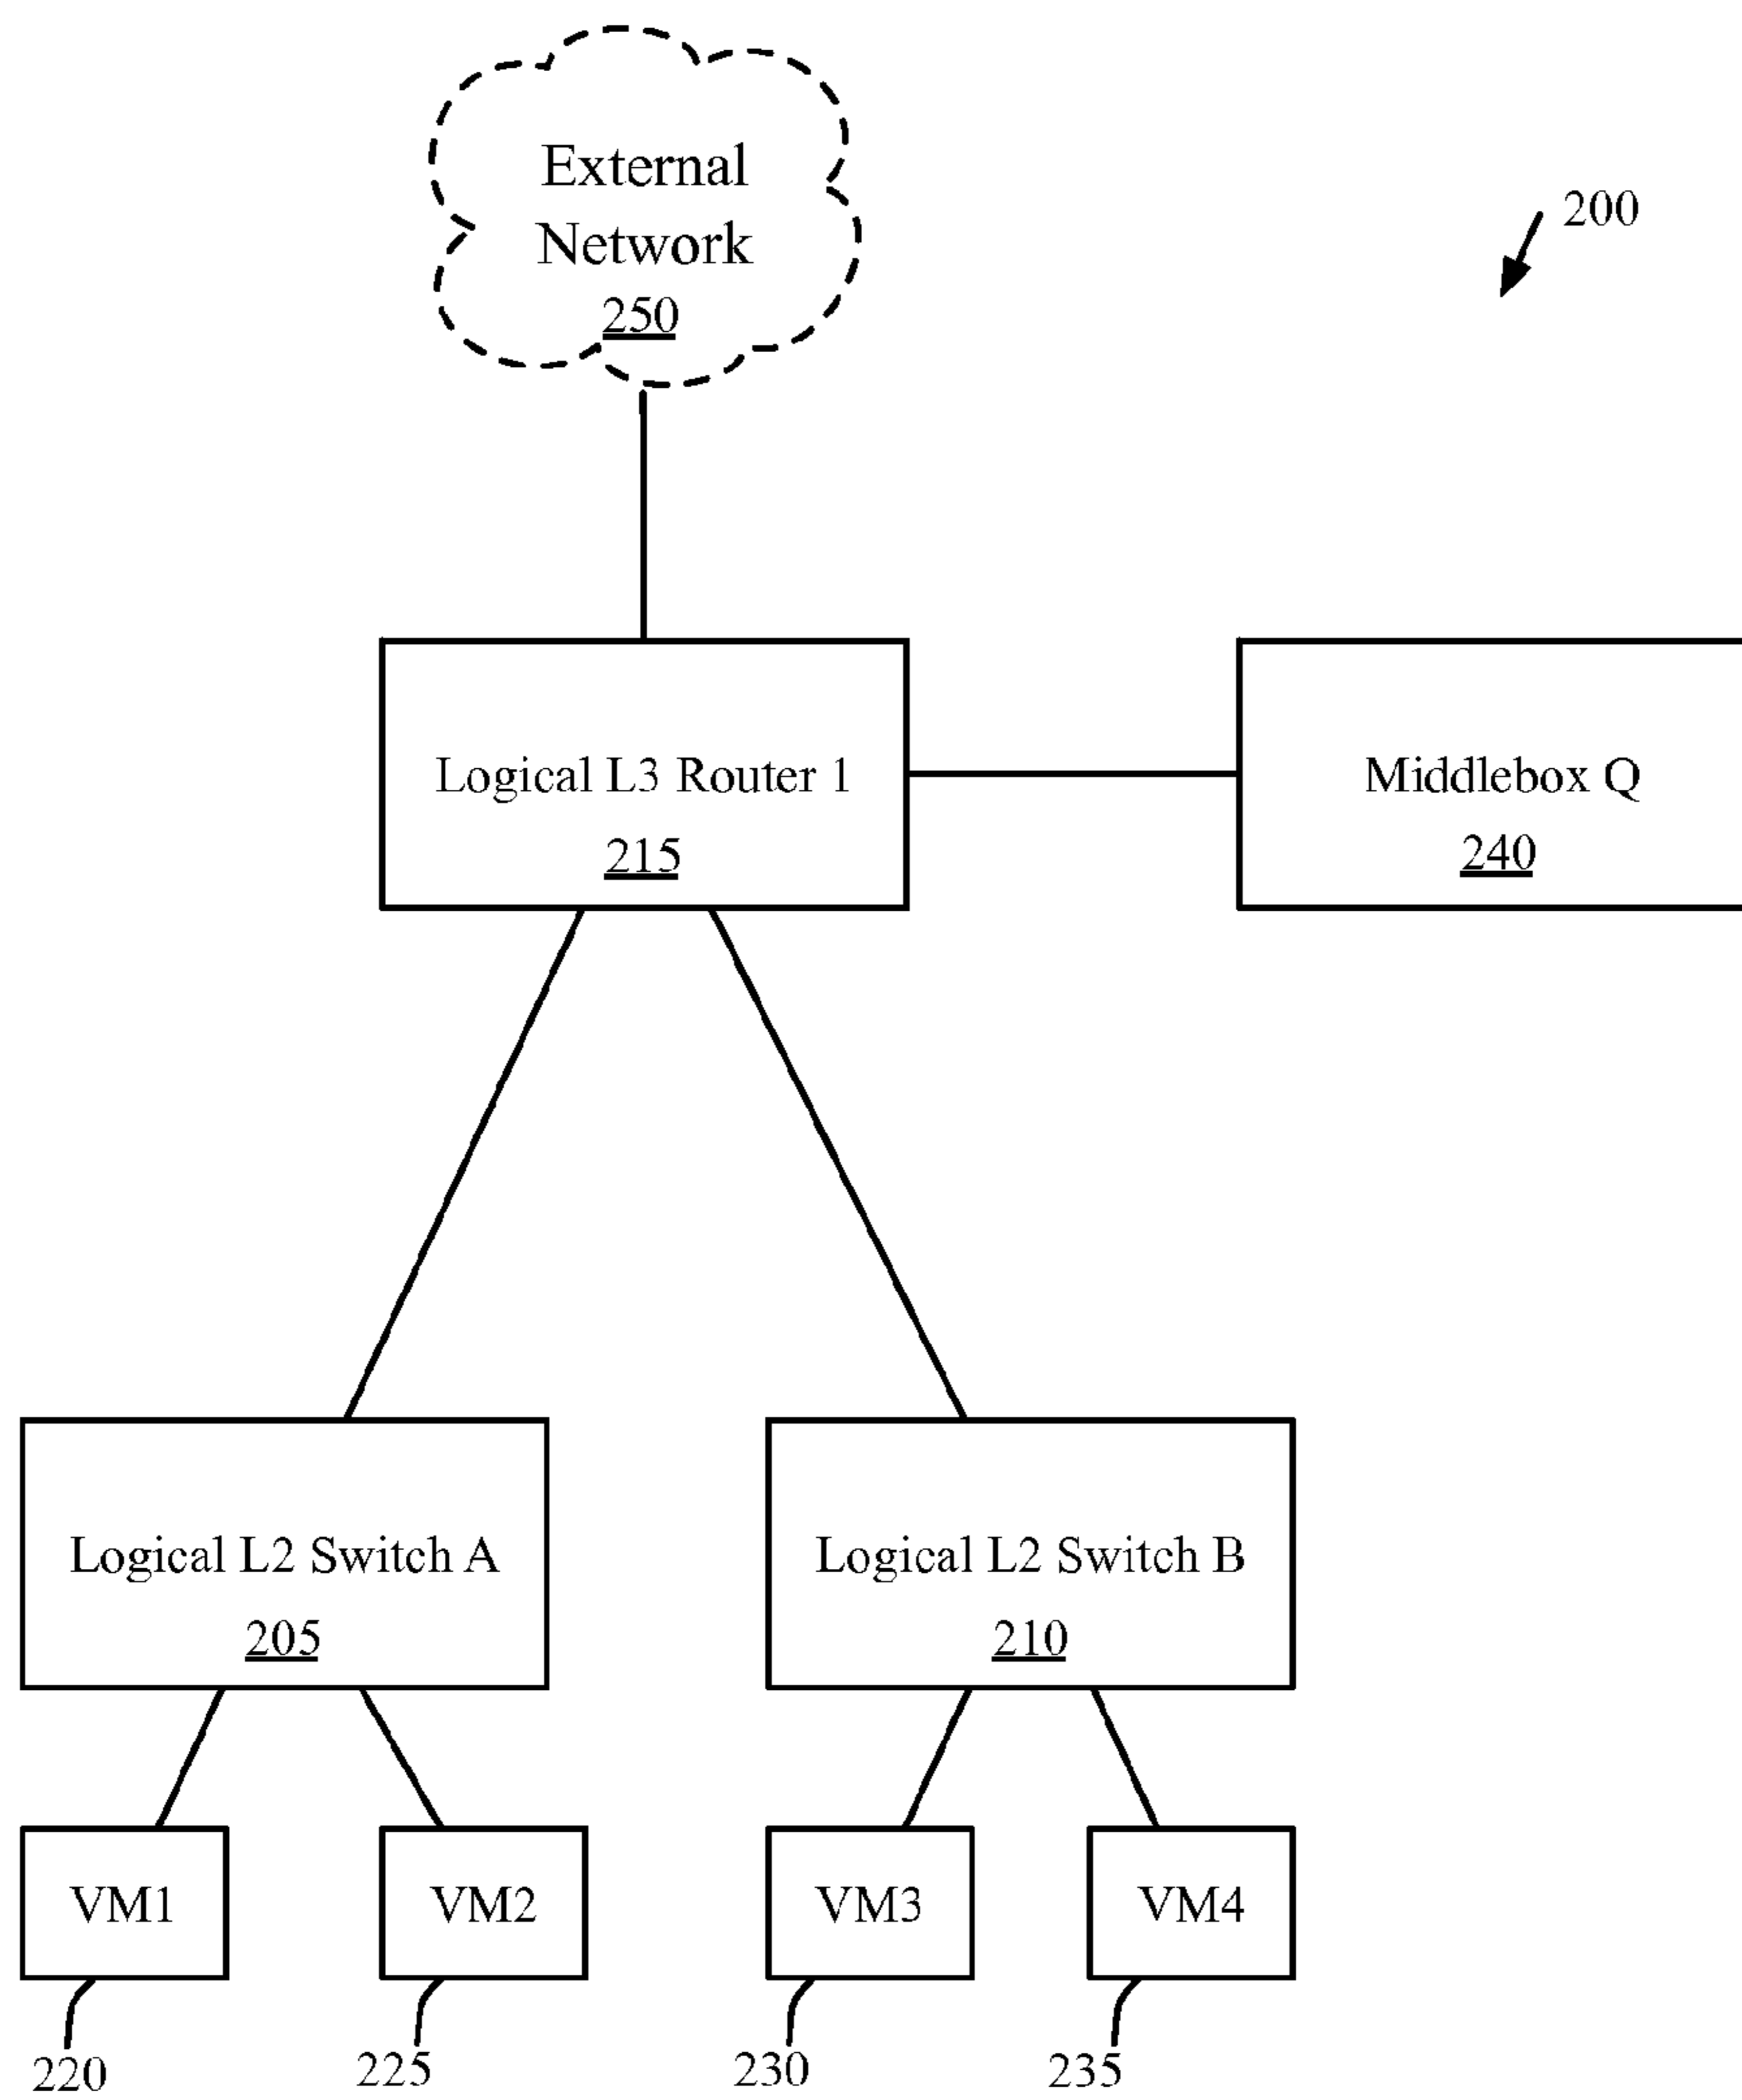 External
Network
250
200
Logical L3 Router 1
215
Middlebox Q
240
Logical L2 Switch A
205
Logical L2 Switch B
210
VM1
VM2
VM3
VM4
220
225
230
235